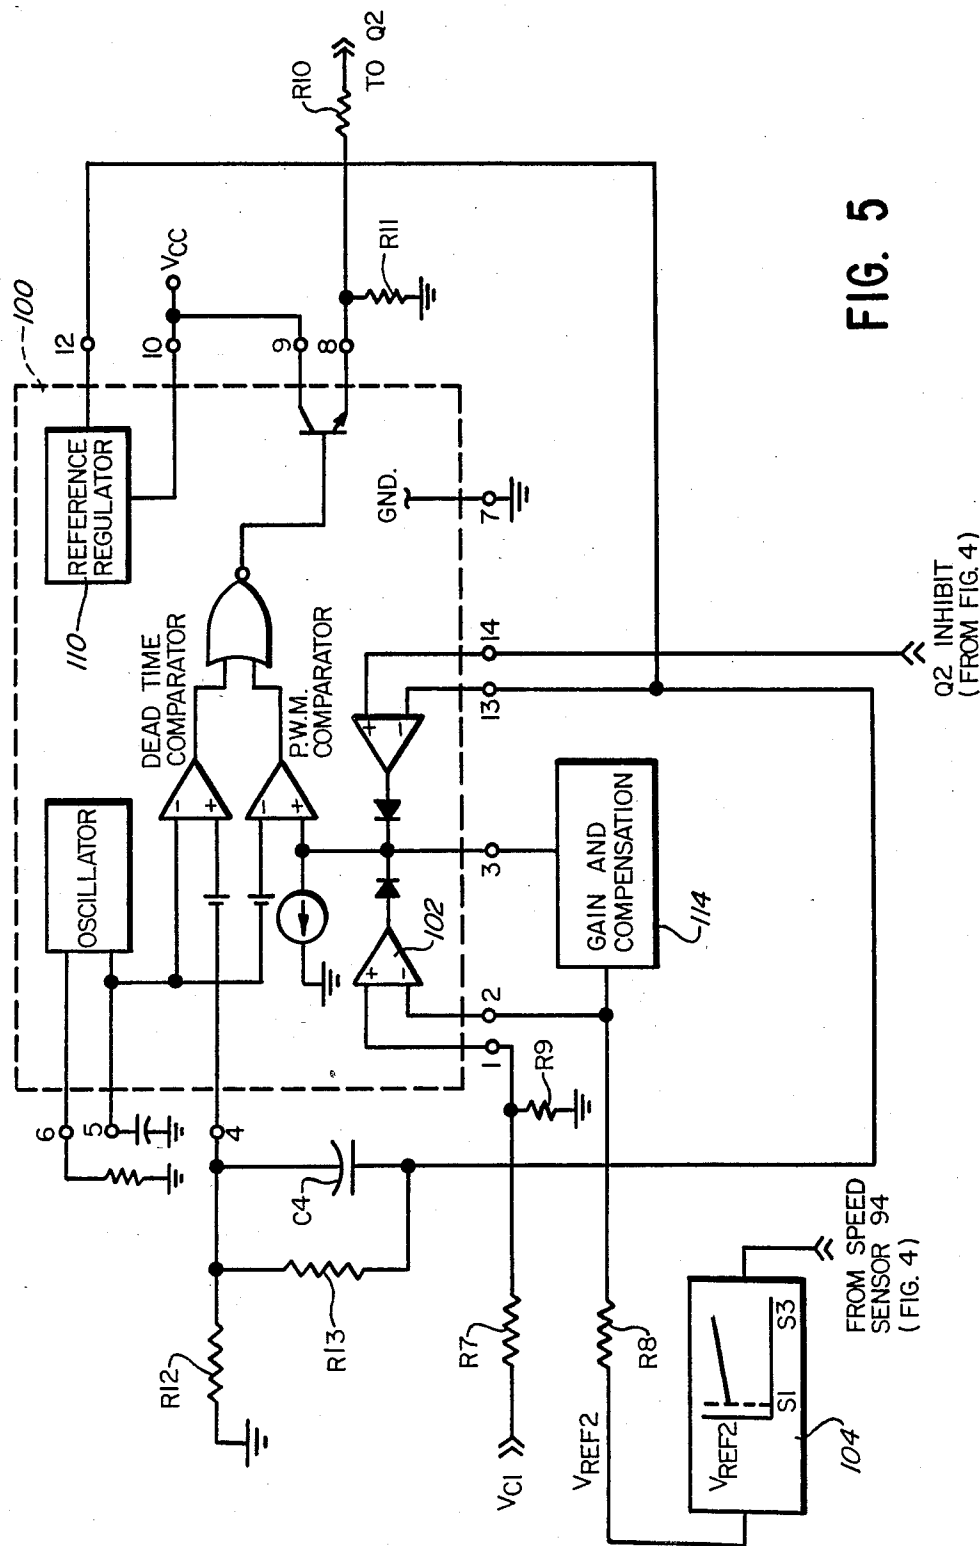 100
12
10
VCC
9
8
R10
TO Q2
R11
REFERENCE
REGULATOR
110
GND.
7
DEAD TIME
COMPARATOR
P.W.M.
COMPARATOR
OSCILLATOR
-
+
-
+
+
-
14
13
Q2 INHIBIT
(FROM FIG. 4)
102
+
-
3
GAIN AND
COMPENSATION
114
2
1
R9
6
5
4
C4
R13
R12
R7
VC1
R8
VREF2
VREF2
S1
S3
104
FROM SPEED
SENSOR 94
(FIG. 4)
FIG. 5